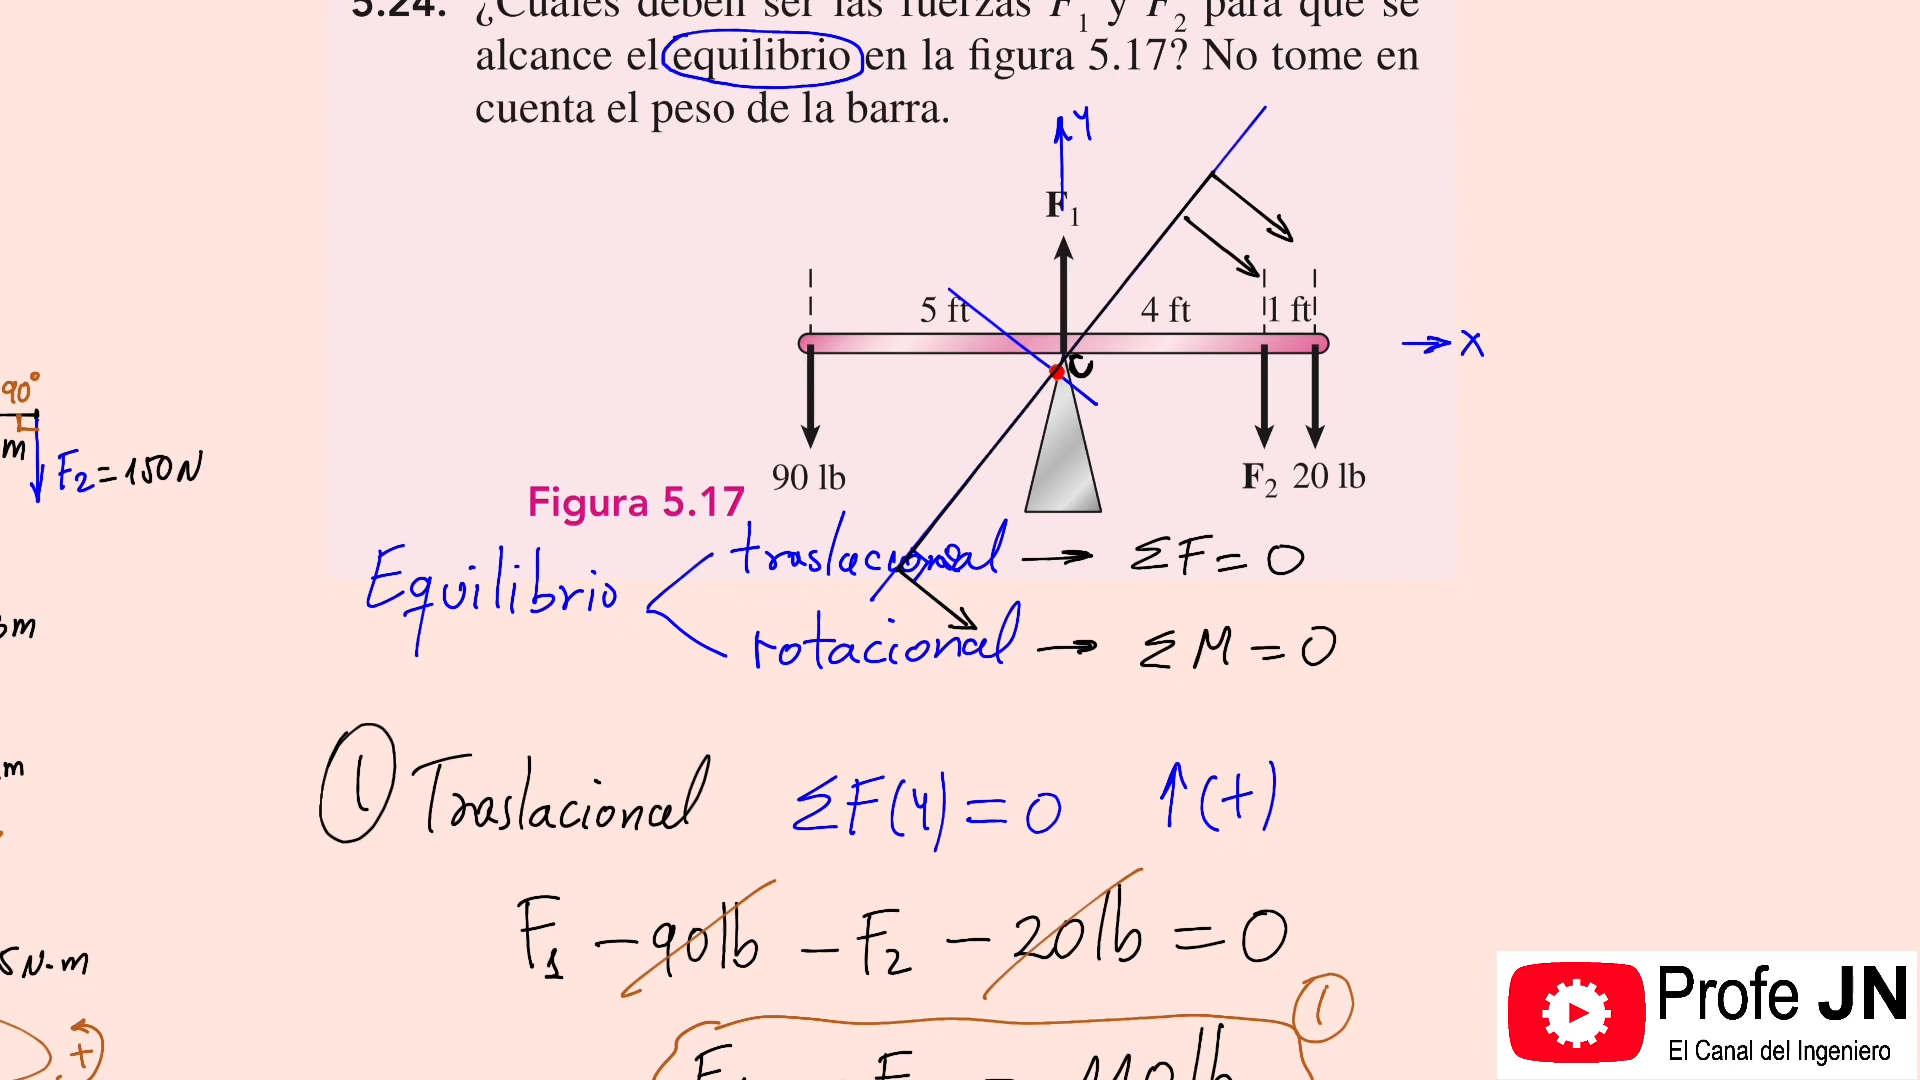 5.24. ¿Cuáles deben ser las fuerzas F1 y F2 para que se
alcance el equilibrio en la figura 5.17? No tome en
cuenta el peso de la barra.
y
F1
5 ft 4 ft 1 ft
x
C
90°
m
F2 = 150N
90 lb F2 20 lb
Figura 5.17
Equilibrio
traslacional → ΣF = 0
rotacional → ΣM = 0
3m
m
① Traslacional ΣF(y) = 0 ↑(+)
F1 - 90lb - F2 - 20lb = 0
5N·m
+
①
Profe JN
El Canal del Ingeniero